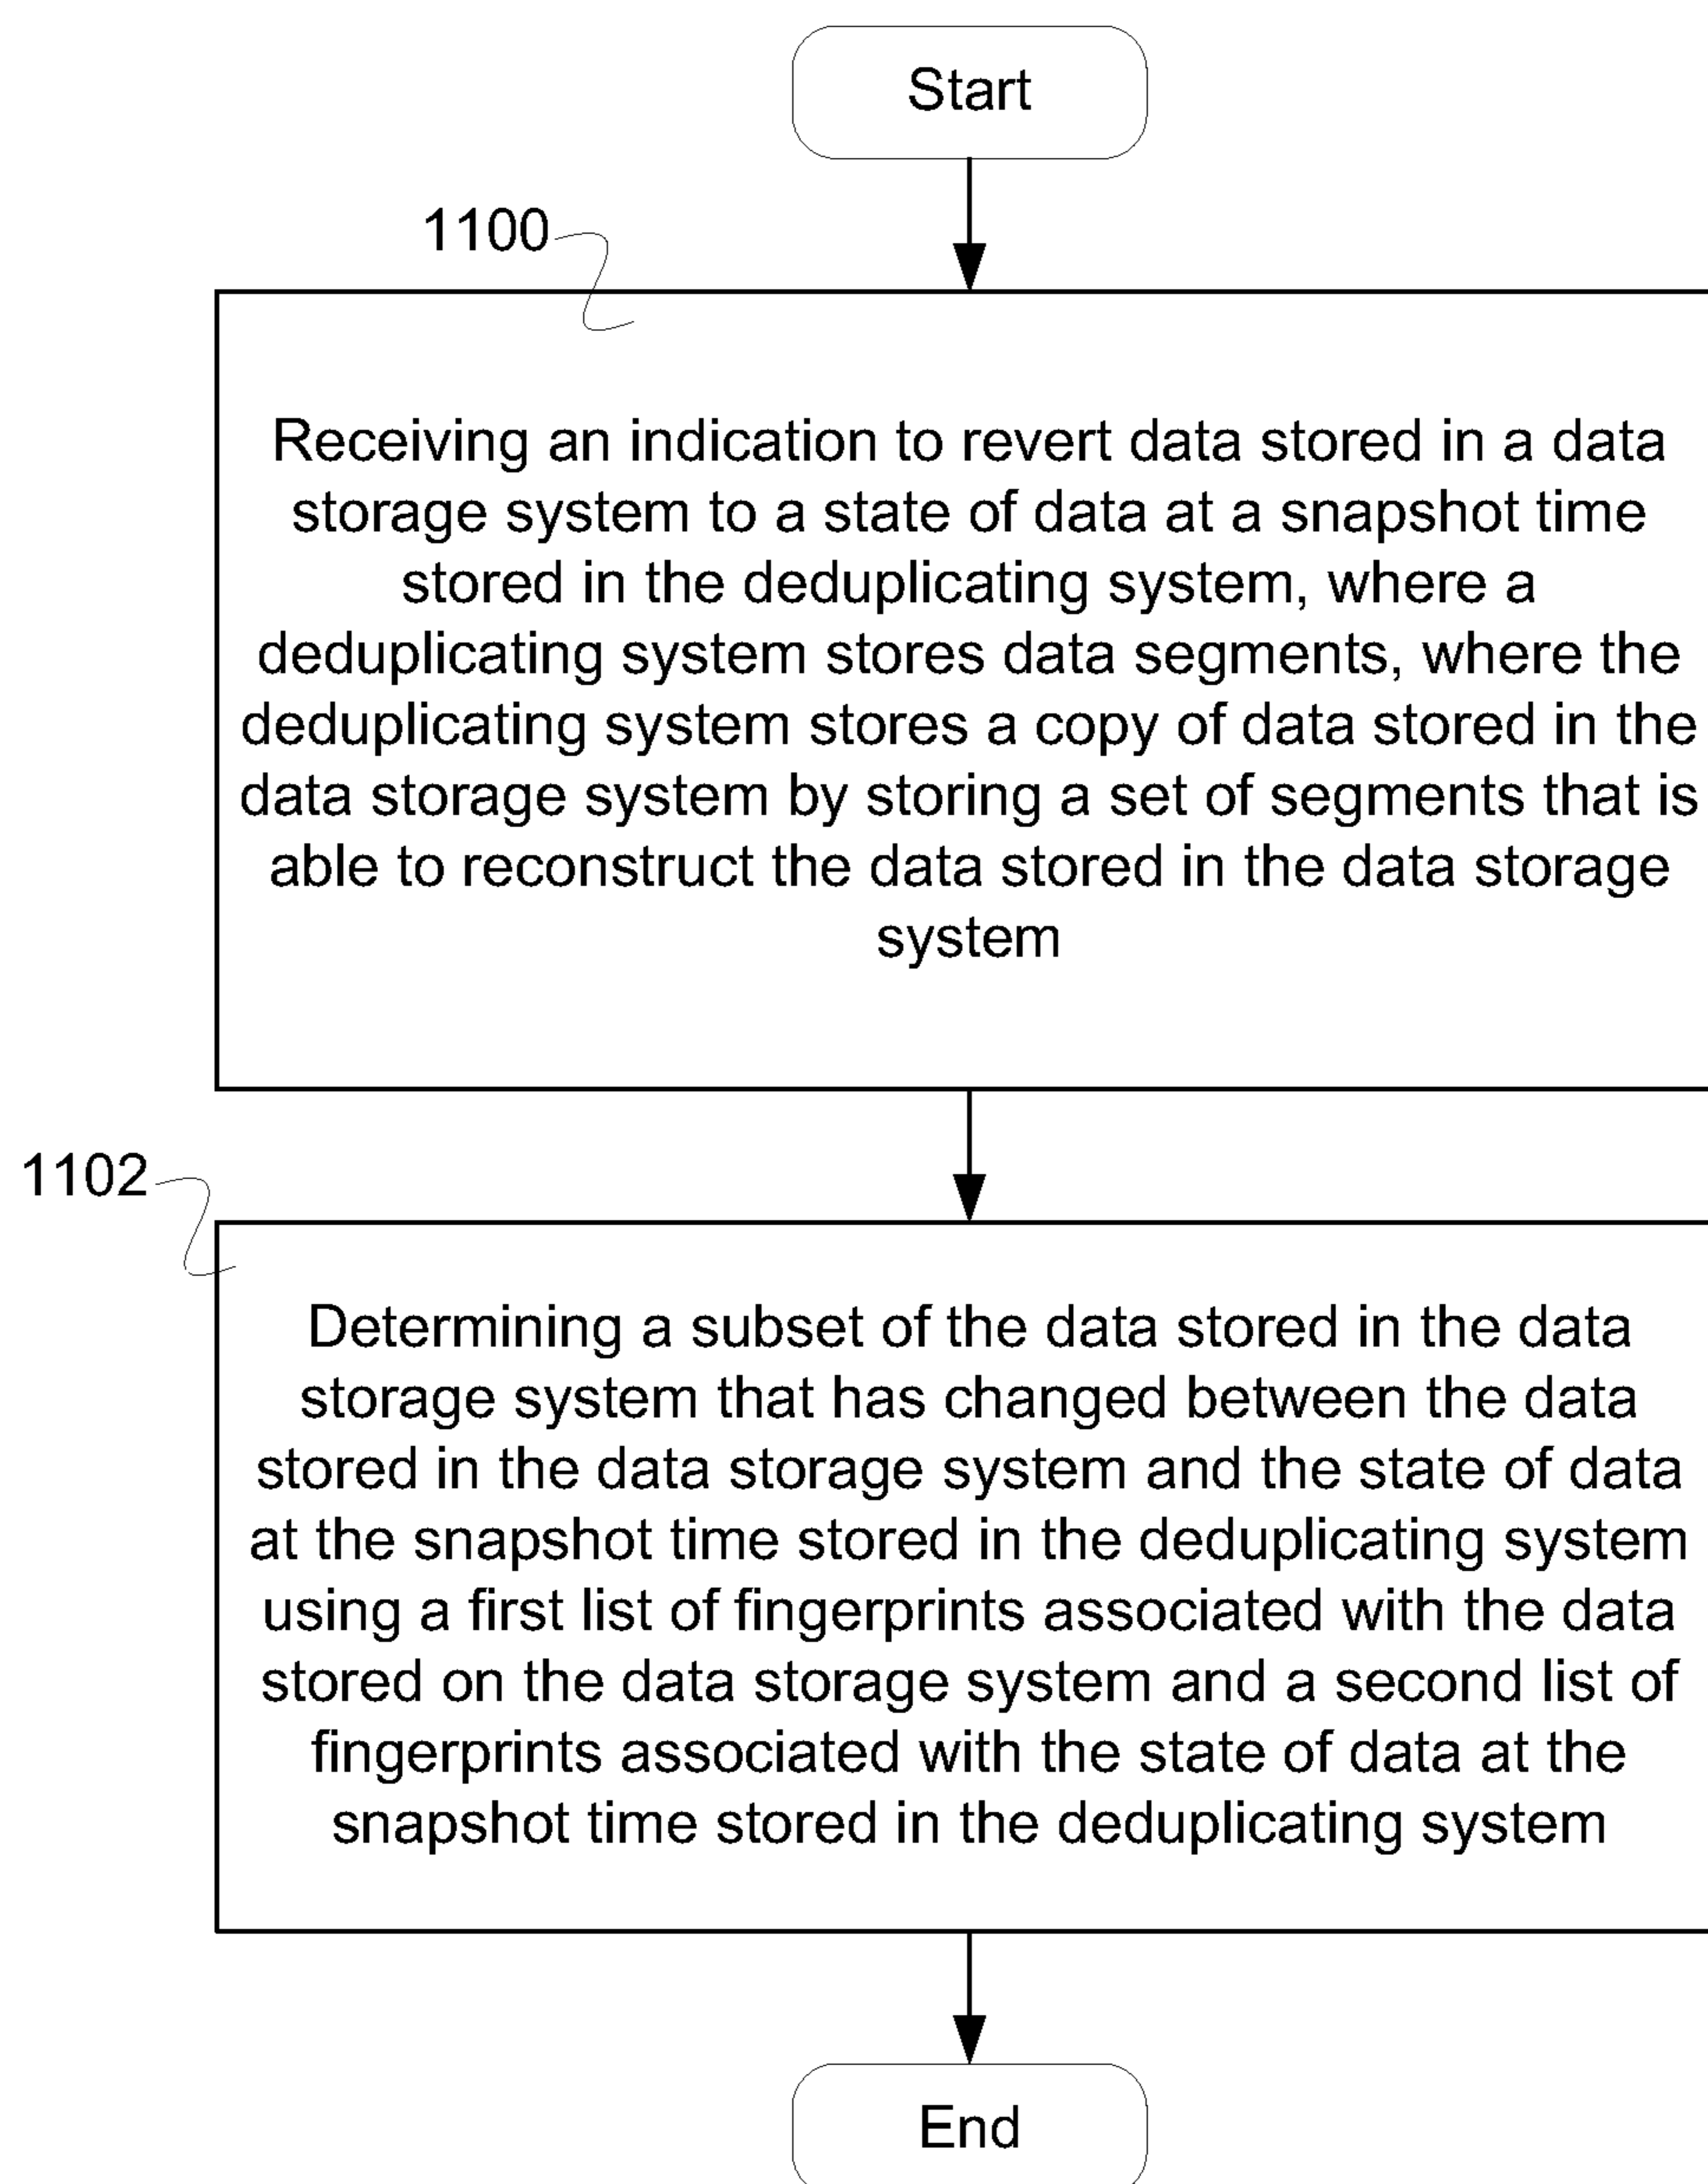 Start
1100
Receiving an indication to revert data stored in a data
storage system to a state of data at a snapshot time
stored in the deduplicating system, where a
deduplicating system stores data segments, where the
deduplicating system stores a copy of data stored in the
data storage system by storing a set of segments that is
able to reconstruct the data stored in the data storage
system
1102
Determining a subset of the data stored in the data
storage system that has changed between the data
stored in the data storage system and the state of data
at the snapshot time stored in the deduplicating system
using a first list of fingerprints associated with the data
stored on the data storage system and a second list of
fingerprints associated with the state of data at the
snapshot time stored in the deduplicating system
End